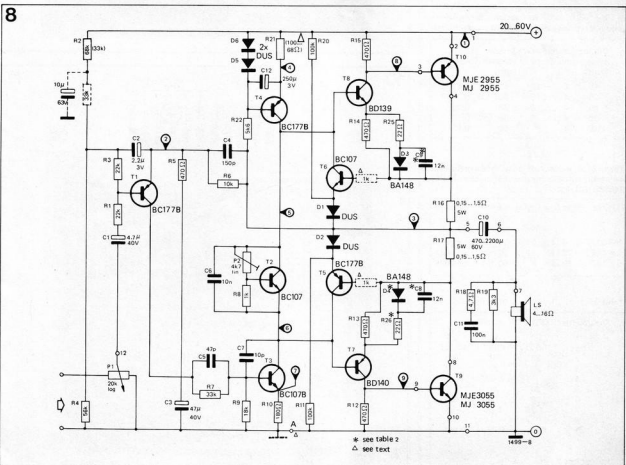 8
20...60V
R2
68k
(33k)
10µ
63V
D6
D5
2x
DUS
R21
(100Ω)
68Ω
Δ
R20
100k
R15
470Ω
1
1
+
2
C12
250µ
3V
4
T4
BC177B
R22
5k6
8
3
T10
MJE 2955
MJ 2955
4
T8
BD139
R14
470Ω
R25
22Ω
D3
BA148
12n
C2
2,2µ
3V
2
C4
150p
R6
10k
R3
22k
R1
22k
T1
BC177B
R5
470Ω
C1
4,7µ
40V
T6
BC107
Δ
1k
D1
DUS
5
D2
DUS
3
R16
5W
0,15...1,5Ω
5
C10
6
470...2200µ
60V
R17
5W
0,15...1,5Ω
P2
4k7
lin
C6
10n
R8
1k
T2
BC107
BC177B
T5
Δ
1k
BA148
* D4
* C8
12n
R13
470Ω
* R26
22Ω
R18
4,7Ω
R19
3k3
7
LS
4...16Ω
C11
100n
6
12
C5
47p
C7
10p
R7
33k
T3
BC107B
7
T7
BD140
R12
470Ω
8
9
9
T9
MJE3055
MJ 3055
10
P1
20k
log
R4
56k
C3
47µ
40V
R9
18k
R10
180Ω
R11
100k
A
Δ
11
0
* see table 2
Δ see text
1499-8